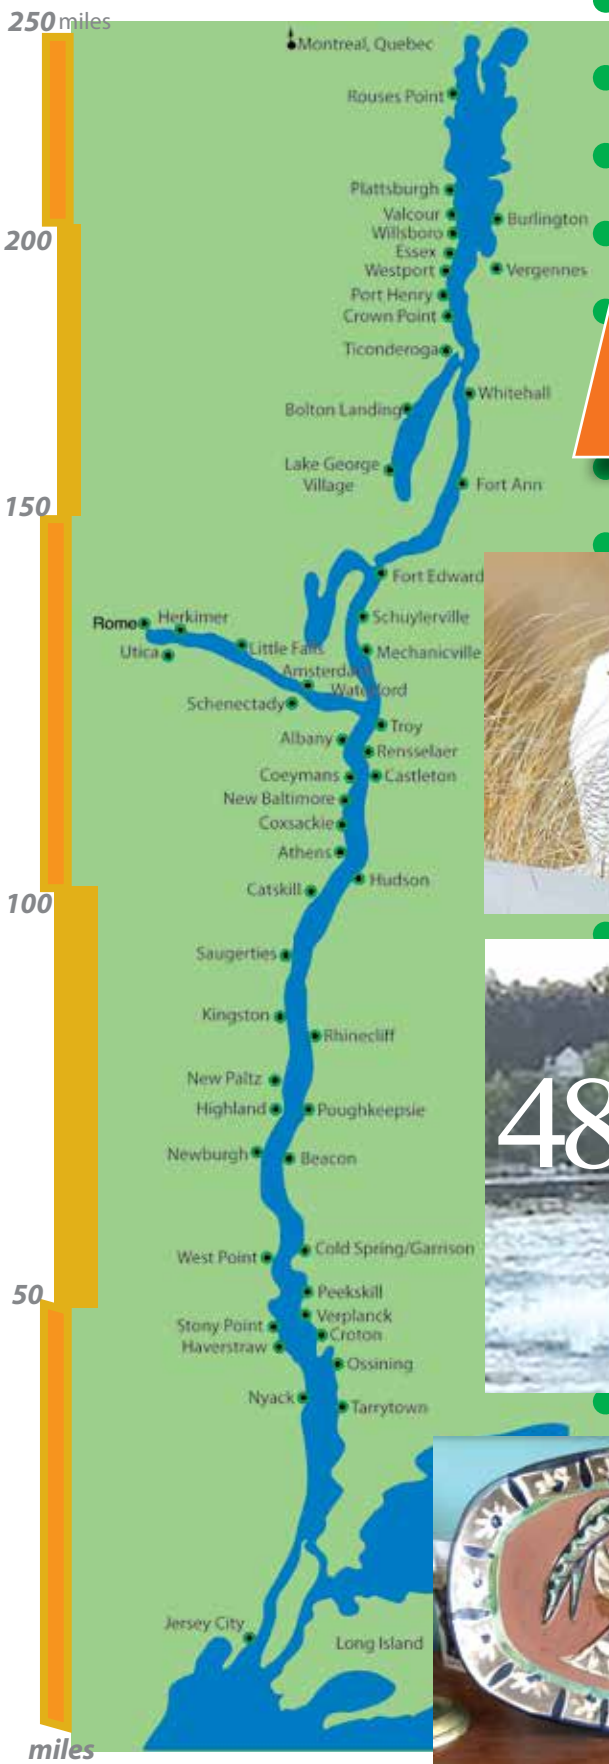 250 miles
Montreal, Quebec
Rouses Point
Plattsburgh
Valcour
Burlington
Willsboro
200
Essex
Westport
Vergennes
Port Henry
Crown Point
Ticonderoga
Whitehall
Bolton Landing
Lake George
Village
Fort Ann
150
Fort Edward
Schuylerville
Rome
Herkimer
Little Falls
Utica
Mechanicville
Amsterdam
Waterford
Schenectady
Troy
Albany
Rensselaer
Coeymans
Castleton
New Baltimore
Coxsackie
Athens
Hudson
Catskill
100
Saugerties
Kingston
Rhinecliff
New Paltz
Highland
Poughkeepsie
48
Newburgh
Beacon
Cold Spring/Garrison
West Point
50
Peekskill
Verplanck
Stony Point
Croton
Haverstraw
Ossining
Nyack
Tarrytown
Jersey City
Long Island
miles